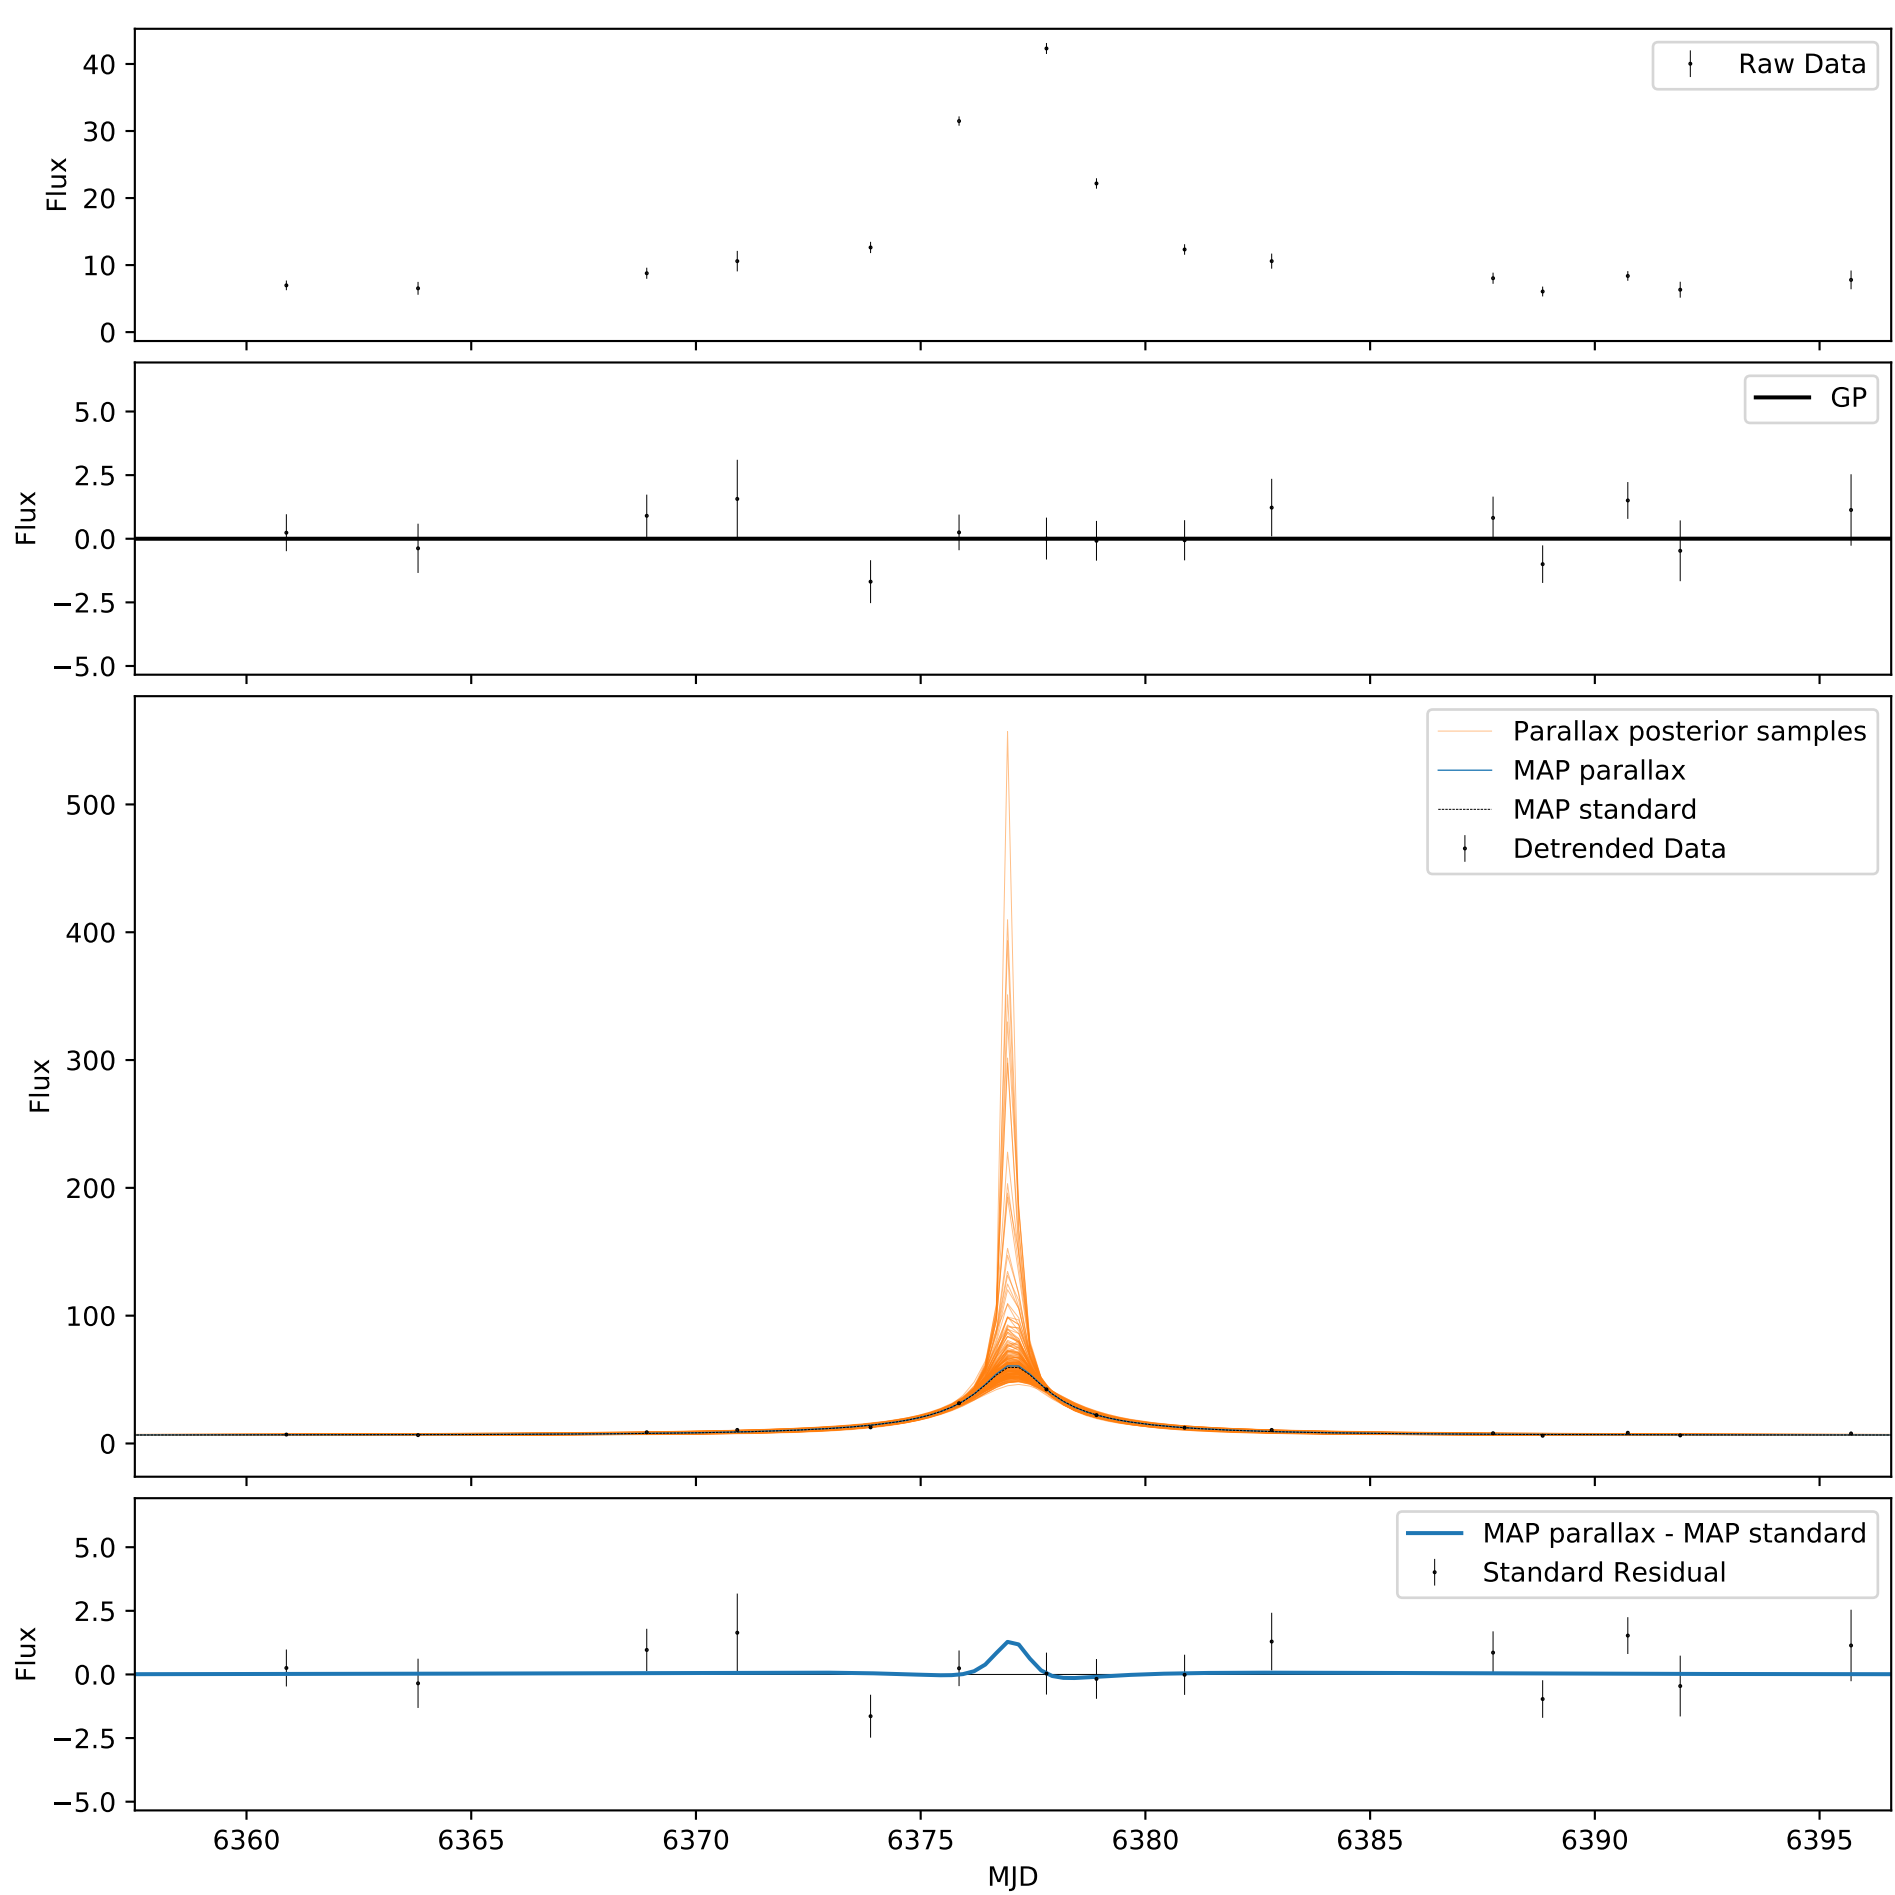 40
30
20
10
0
Flux
Raw Data
5.0
2.5
0.0
−2.5
−5.0
Flux
GP
500
400
300
200
100
0
Flux
Parallax posterior samples
MAP parallax
MAP standard
Detrended Data
5.0
2.5
0.0
−2.5
−5.0
Flux
MAP parallax - MAP standard
Standard Residual
6360 6365 6370 6375 6380 6385 6390 6395
MJD